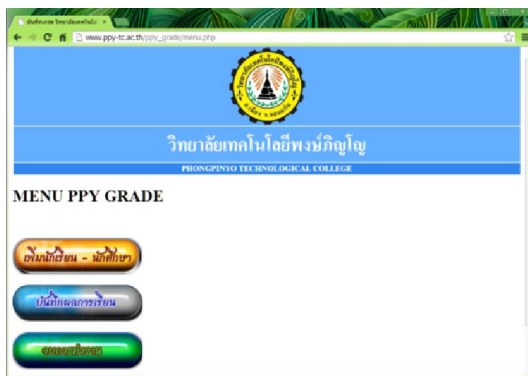 www.ppy-tc.ac.th/ppy_grade/menu.php
วิทยาลัยเทคโนโลยีพงษ์ภิญโญ
PHONGPINYO TECHNOLOGICAL COLLEGE
MENU PPY GRADE
เพิ่มนักเรียน - นักศึกษา
บันทึกผลการเรียน